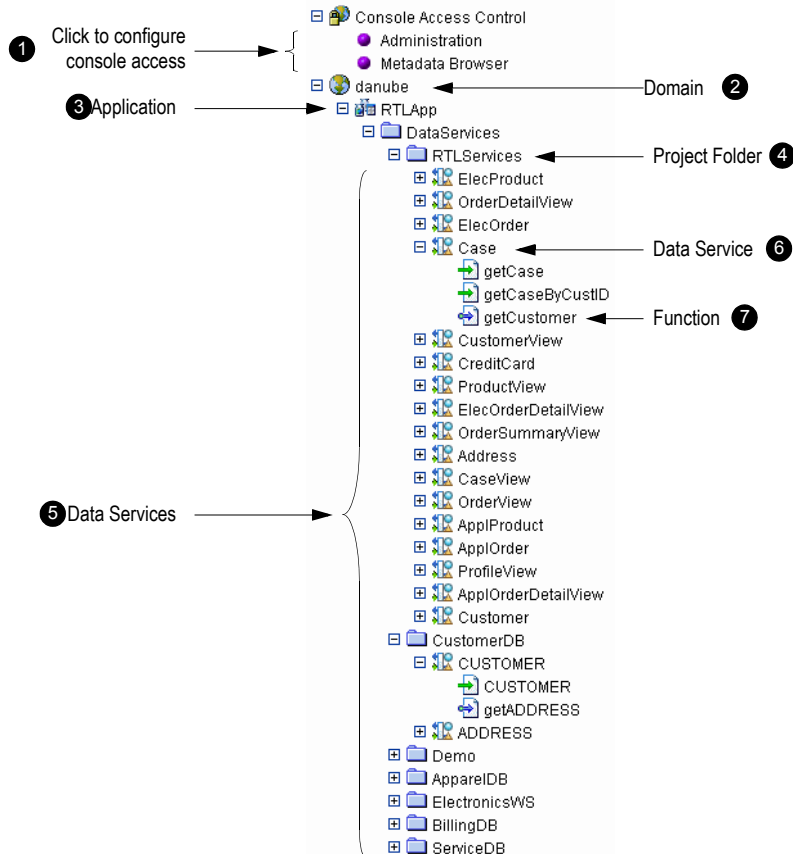 Console Access Control
1 Click to configure console access
Administration
Metadata Browser
danube
Domain 2
3 Application
RTLApp
DataServices
RTLServices
Project Folder 4
ElecProduct
OrderDetailView
ElecOrder
Case
Data Service 6
getCase
getCaseByCustID
getCustomer
Function 7
CustomerView
CreditCard
ProductView
ElecOrderDetailView
OrderSummaryView
Address
CaseView
OrderView
5 Data Services
ApplProduct
ApplOrder
ProfileView
ApplOrderDetailView
Customer
CustomerDB
CUSTOMER
CUSTOMER
getADDRESS
ADDRESS
Demo
ApparelDB
ElectronicsWS
BillingDB
ServiceDB